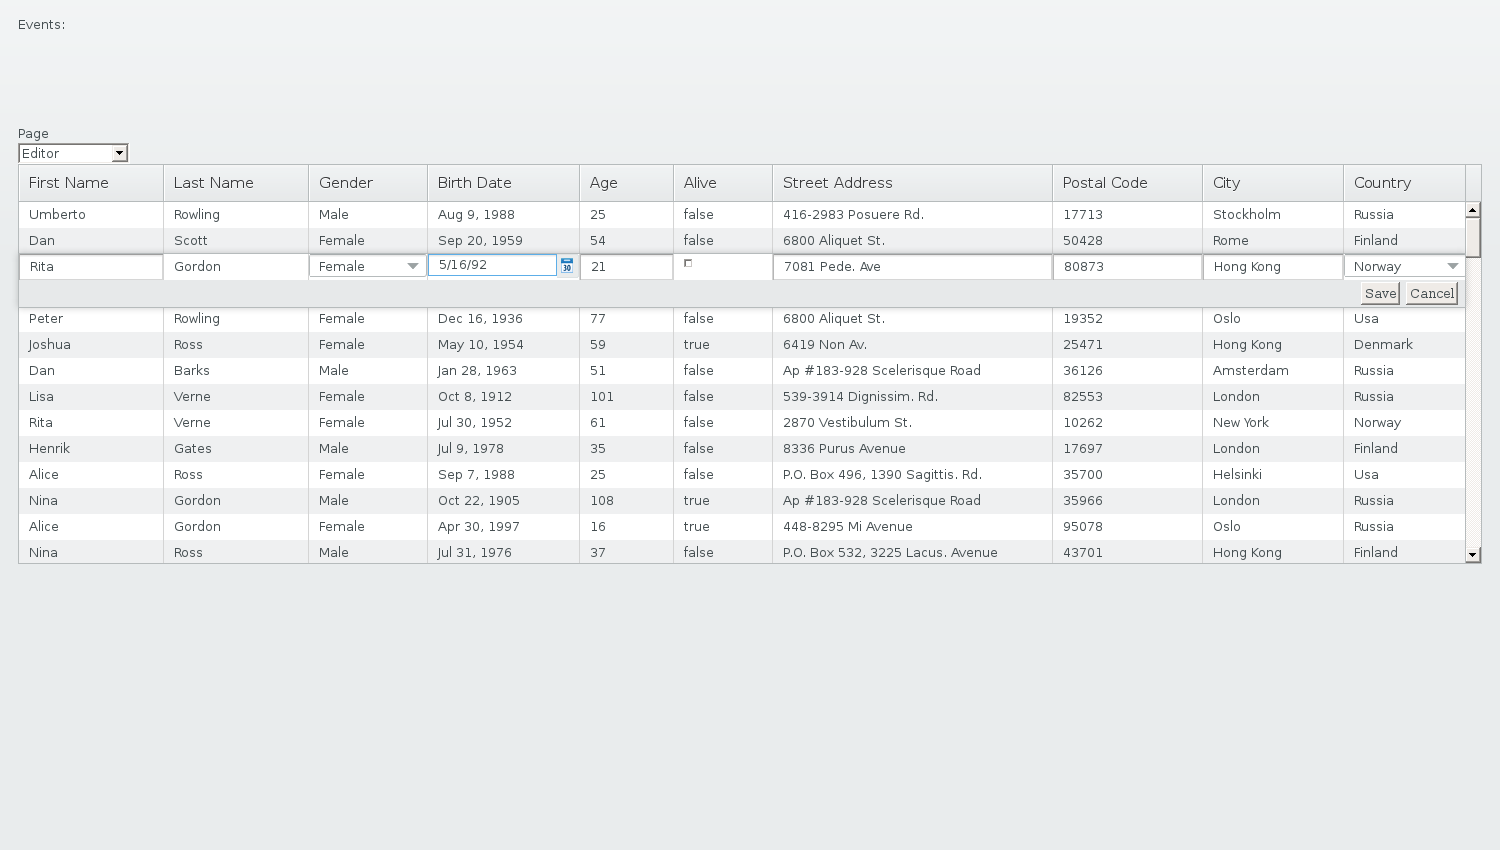 Events:
Page
Editor
First Name Last Name Gender Birth Date Age Alive Street Address Postal Code City Country
Umberto Rowling Male Aug 9, 1988 25 false 416-2983 Posuere Rd. 17713 Stockholm Russia
Dan Scott Female Sep 20, 1959 54 false 6800 Aliquet St. 50428 Rome Finland
Rita Gordon Female 5/16/92 30 21 7081 Pede. Ave 80873 Hong Kong Norway
Save Cancel
Peter Rowling Female Dec 16, 1936 77 false 6800 Aliquet St. 19352 Oslo Usa
Joshua Ross Female May 10, 1954 59 true 6419 Non Av. 25471 Hong Kong Denmark
Dan Barks Male Jan 28, 1963 51 false Ap #183-928 Scelerisque Road 36126 Amsterdam Russia
Lisa Verne Female Oct 8, 1912 101 false 539-3914 Dignissim. Rd. 82553 London Russia
Rita Verne Female Jul 30, 1952 61 false 2870 Vestibulum St. 10262 New York Norway
Henrik Gates Male Jul 9, 1978 35 false 8336 Purus Avenue 17697 London Finland
Alice Ross Female Sep 7, 1988 25 false P.O. Box 496, 1390 Sagittis. Rd. 35700 Helsinki Usa
Nina Gordon Male Oct 22, 1905 108 true Ap #183-928 Scelerisque Road 35966 London Russia
Alice Gordon Female Apr 30, 1997 16 true 448-8295 Mi Avenue 95078 Oslo Russia
Nina Ross Male Jul 31, 1976 37 false P.O. Box 532, 3225 Lacus. Avenue 43701 Hong Kong Finland